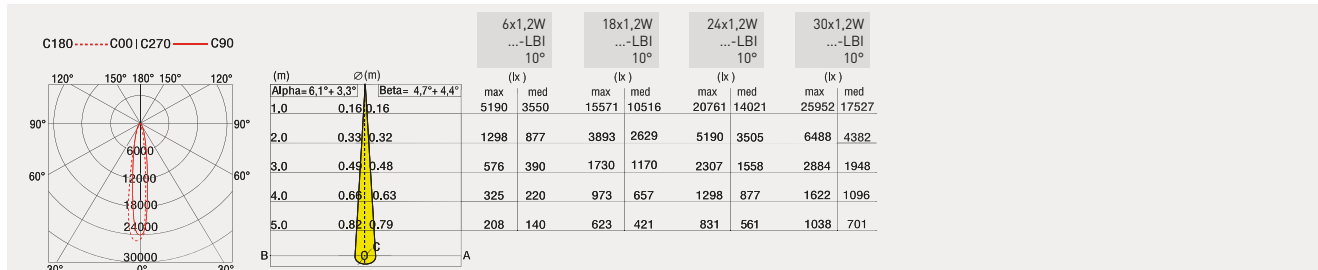 6x1,2W 18x1,2W 24x1,2W 30x1,2W
...-LBI ...-LBI ...-LBI ...-LBI
10° 10° 10° 10°
C180 C00 | C270 C90
(m) ∅ (m) (lx ) (lx ) (lx ) (lx )
120° 150° 180° 150° 120°
Alpha= 6,1°+ 3,3° Beta= 4,7°+ 4,4° max med max med max med max med
1.0 0.16 0.16 5190 3550 15571 10516 20761 14021 25952 17527
90° 90°
2.0 0.33 0.32 1298 877 3893 2629 5190 3505 6488 4382
6000
3.0 0.49 0.48 576 390 1730 1170 2307 1558 2884 1948
60° 12000 60°
4.0 0.66 0.63 325 220 973 657 1298 877 1622 1096
18000
5.0 0.82 0.79 208 140 623 421 831 561 1038 701
24000
C
B A
30000
30° 0° 30°